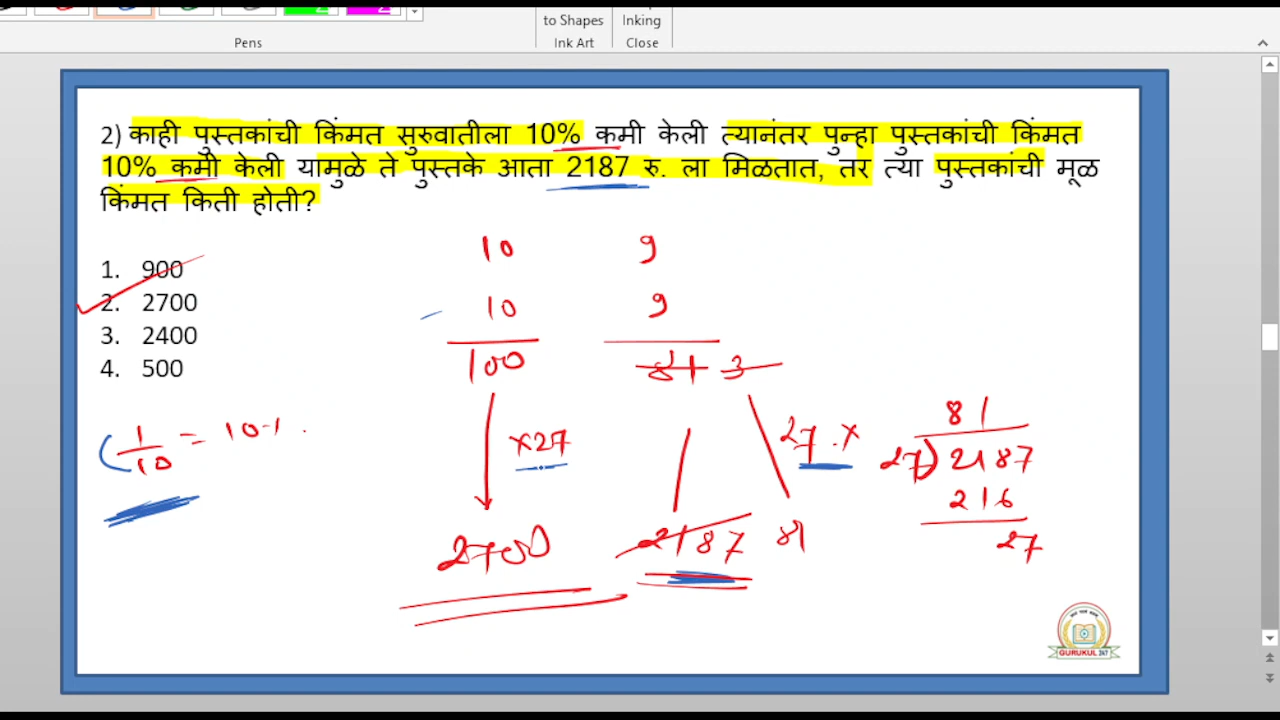 to Shapes
Inking
Pens
Ink Art
Close
2) काही पुस्तकांची किंमत सुरुवातीला 10% कमी केली त्यानंतर पुन्हा पुस्तकांची किंमत
10% कमी केली यामुळे ते पुस्तके आता 2187 रु. ला मिळतात, तर त्या पुस्तकांची मूळ
किंमत किती होती?
1. 900
2. 2700
3. 2400
4. 500
10 9
10 9
100 81 3
1/10 = 10%
×27
27 ×
81
27) 2187
216
27
2700 2187 81
GURUKUL 247